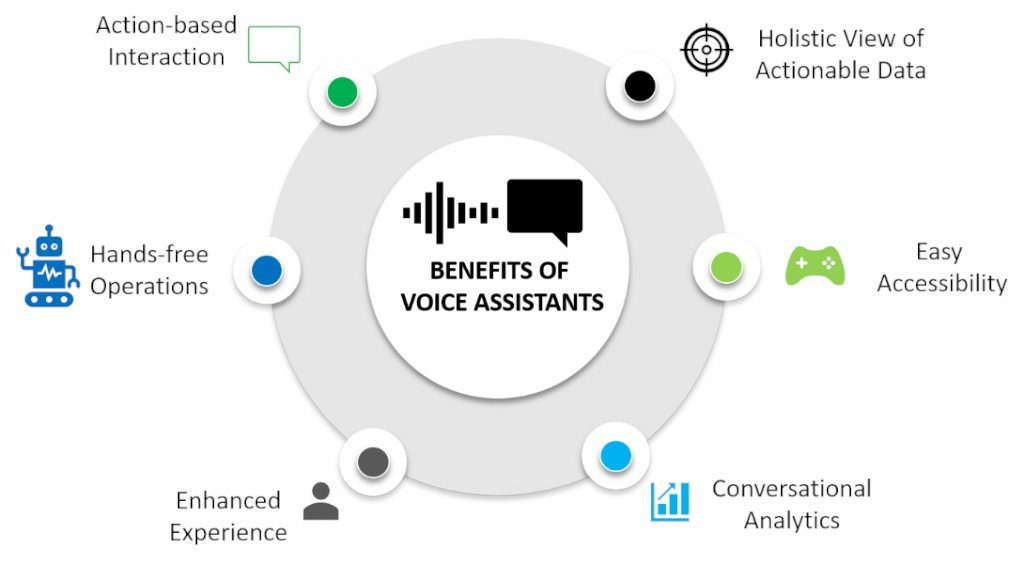 Action-based
Interaction
Holistic View of
Actionable Data
Hands-free
Operations
BENEFITS OF
VOICE ASSISTANTS
Easy
Accessibility
Enhanced
Experience
Conversational
Analytics